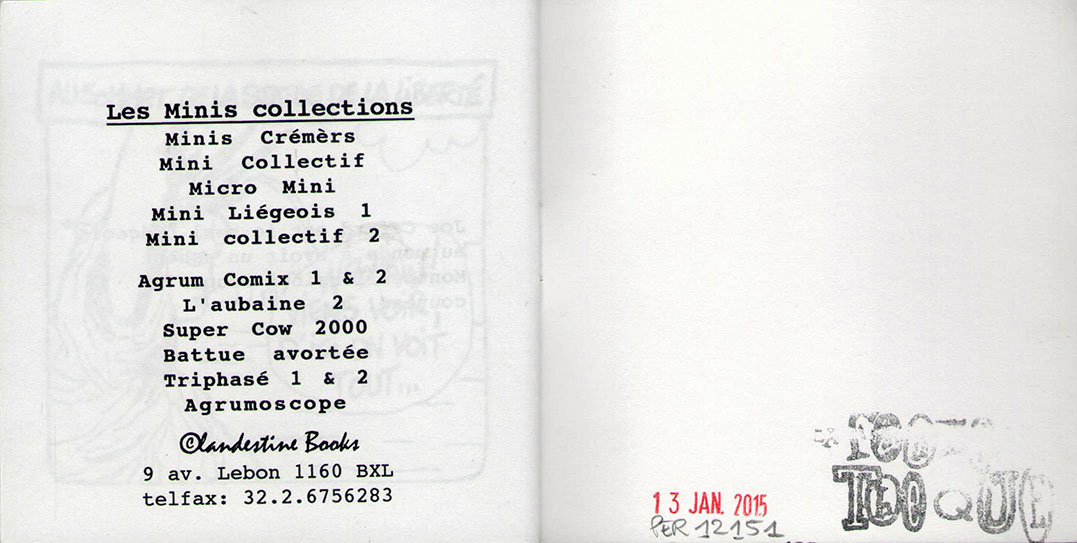 Les Minis collections
Minis Crémèrs
Mini Collectif
Micro Mini
Mini Liégeois 1
Mini collectif 2
Agrum Comix 1 & 2
L'aubaine 2
Super Cow 2000
Battue avortée
Triphasé 1 & 2
Agrumoscope
Clandestine Books
9 av. Lebon 1160 BXL
telfax: 32.2.6756283
13 JAN. 2015
PER 12151